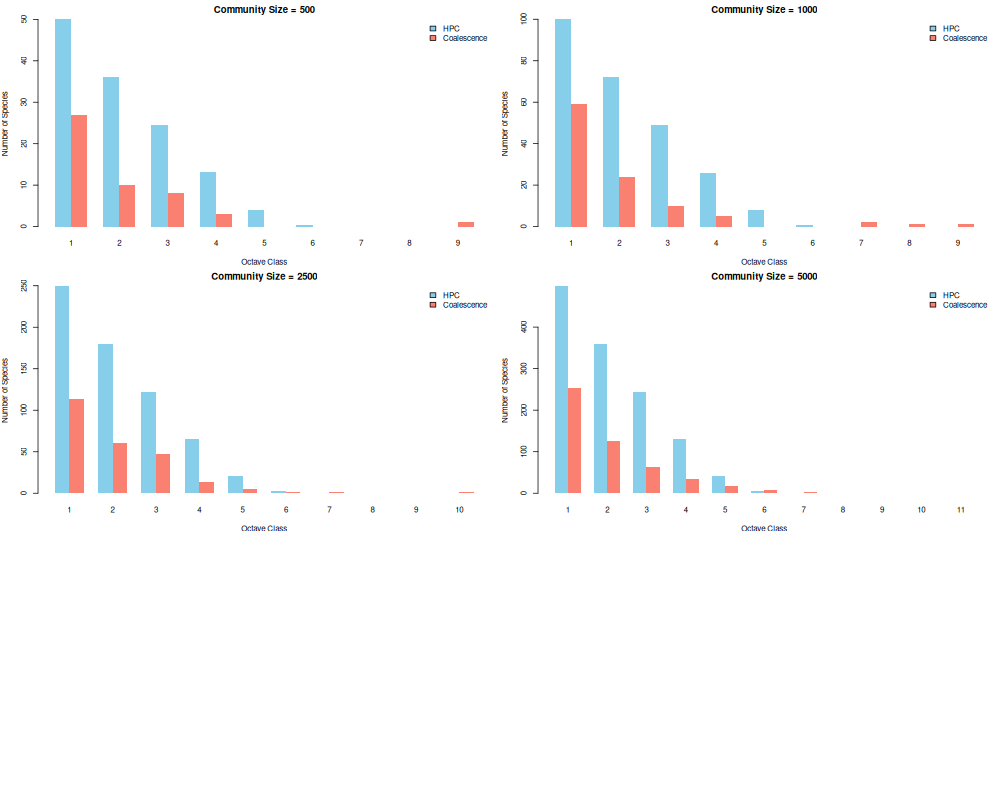 Community Size = 500
HPC
Coalescence
Number of Species
0 10 20 30 40 50
1 2 3 4 5 6 7 8 9
Octave Class
Community Size = 1000
HPC
Coalescence
Number of Species
0 20 40 60 80 100
1 2 3 4 5 6 7 8 9
Octave Class
Community Size = 2500
HPC
Coalescence
Number of Species
0 50 100 150 200 250
1 2 3 4 5 6 7 8 9 10
Octave Class
Community Size = 5000
HPC
Coalescence
Number of Species
0 100 200 300 400
1 2 3 4 5 6 7 8 9 10 11
Octave Class